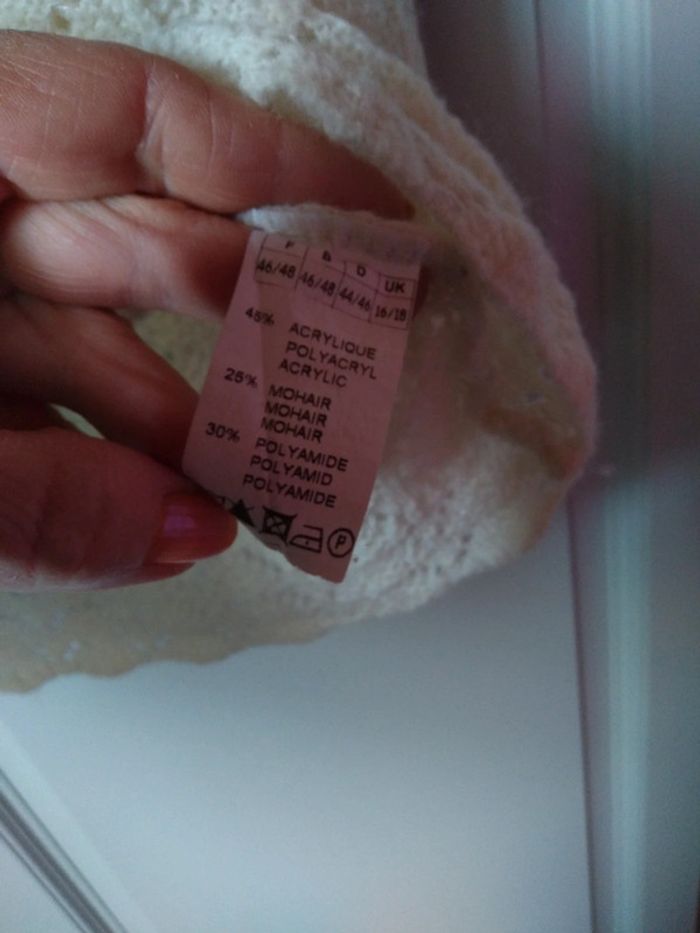 F B D UK
46/48 46/48 44/46 16/18
45% ACRYLIQUE
POLYACRYL
ACRYLIC
25% MOHAIR
MOHAIR
MOHAIR
30% POLYAMIDE
POLYAMID
POLYAMIDE
P